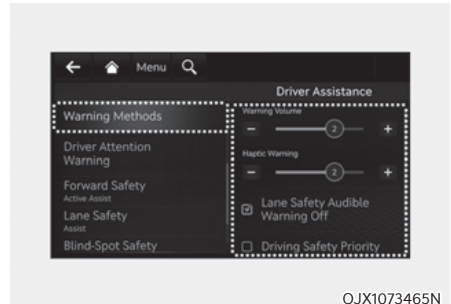 Menu
Driver Assistance
Warning Methods
Driver Attention
Warning
Forward Safety
Active Assist
Lane Safety
Assist
Blind-Spot Safety
Warning Volume
− 2 +
Haptic Warning
− 2 +
Lane Safety Audible
Warning Off
Driving Safety Priority
OJX1073465N